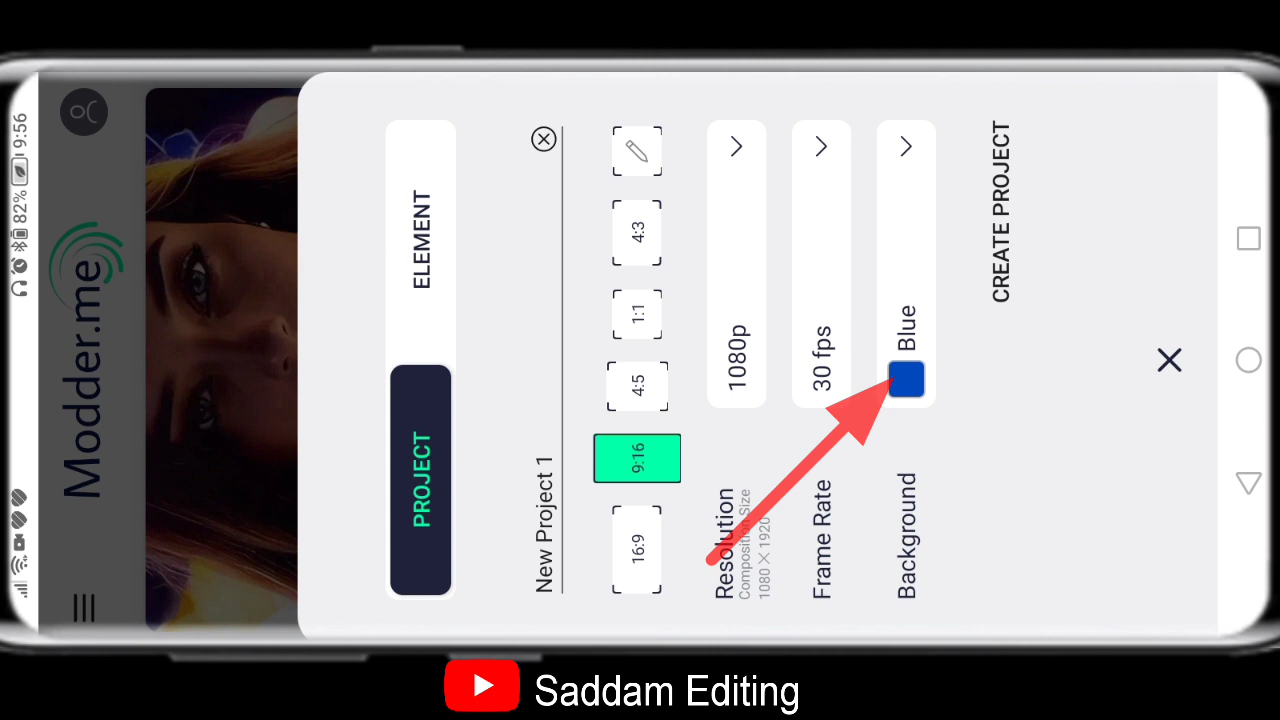 9:56
82%
Modder.me
PROJECT
ELEMENT
New Project 1
16:9
9:16
4:5
1:1
4:3
Resolution
Composition Size
1080 × 1920
1080p
Frame Rate
30 fps
Background
Blue
CREATE PROJECT
Saddam Editing